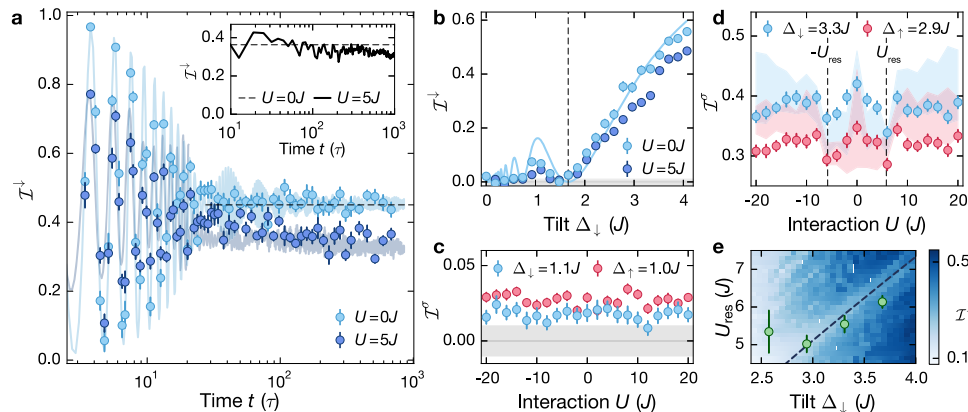 a
1.0
0.8
0.6
0.4
0.2
0.0
ℐ↓
10¹
10²
10³
Time t (τ)
U = 0J
U = 5J
0.4
0.2
0.0
ℐ↓
U = 0J
U = 5J
10¹
10²
10³
Time t (τ)
b
0.6
0.4
0.2
0.0
ℐ↓
U = 0J
U = 5J
0
1
2
3
4
Tilt Δ↓ (J)
c
Δ↓=1.1J
Δ↑=1.0J
0.05
0.00
ℐσ
-20
-10
0
10
20
Interaction U (J)
d
Δ↓=3.3J
Δ↑=2.9J
-Ures
Ures
0.5
0.4
0.3
ℐσ
-20
-10
0
10
20
Interaction U (J)
e
7
6
5
Ures (J)
2.5
3.0
3.5
4.0
Tilt Δ↓ (J)
0.5
0.1